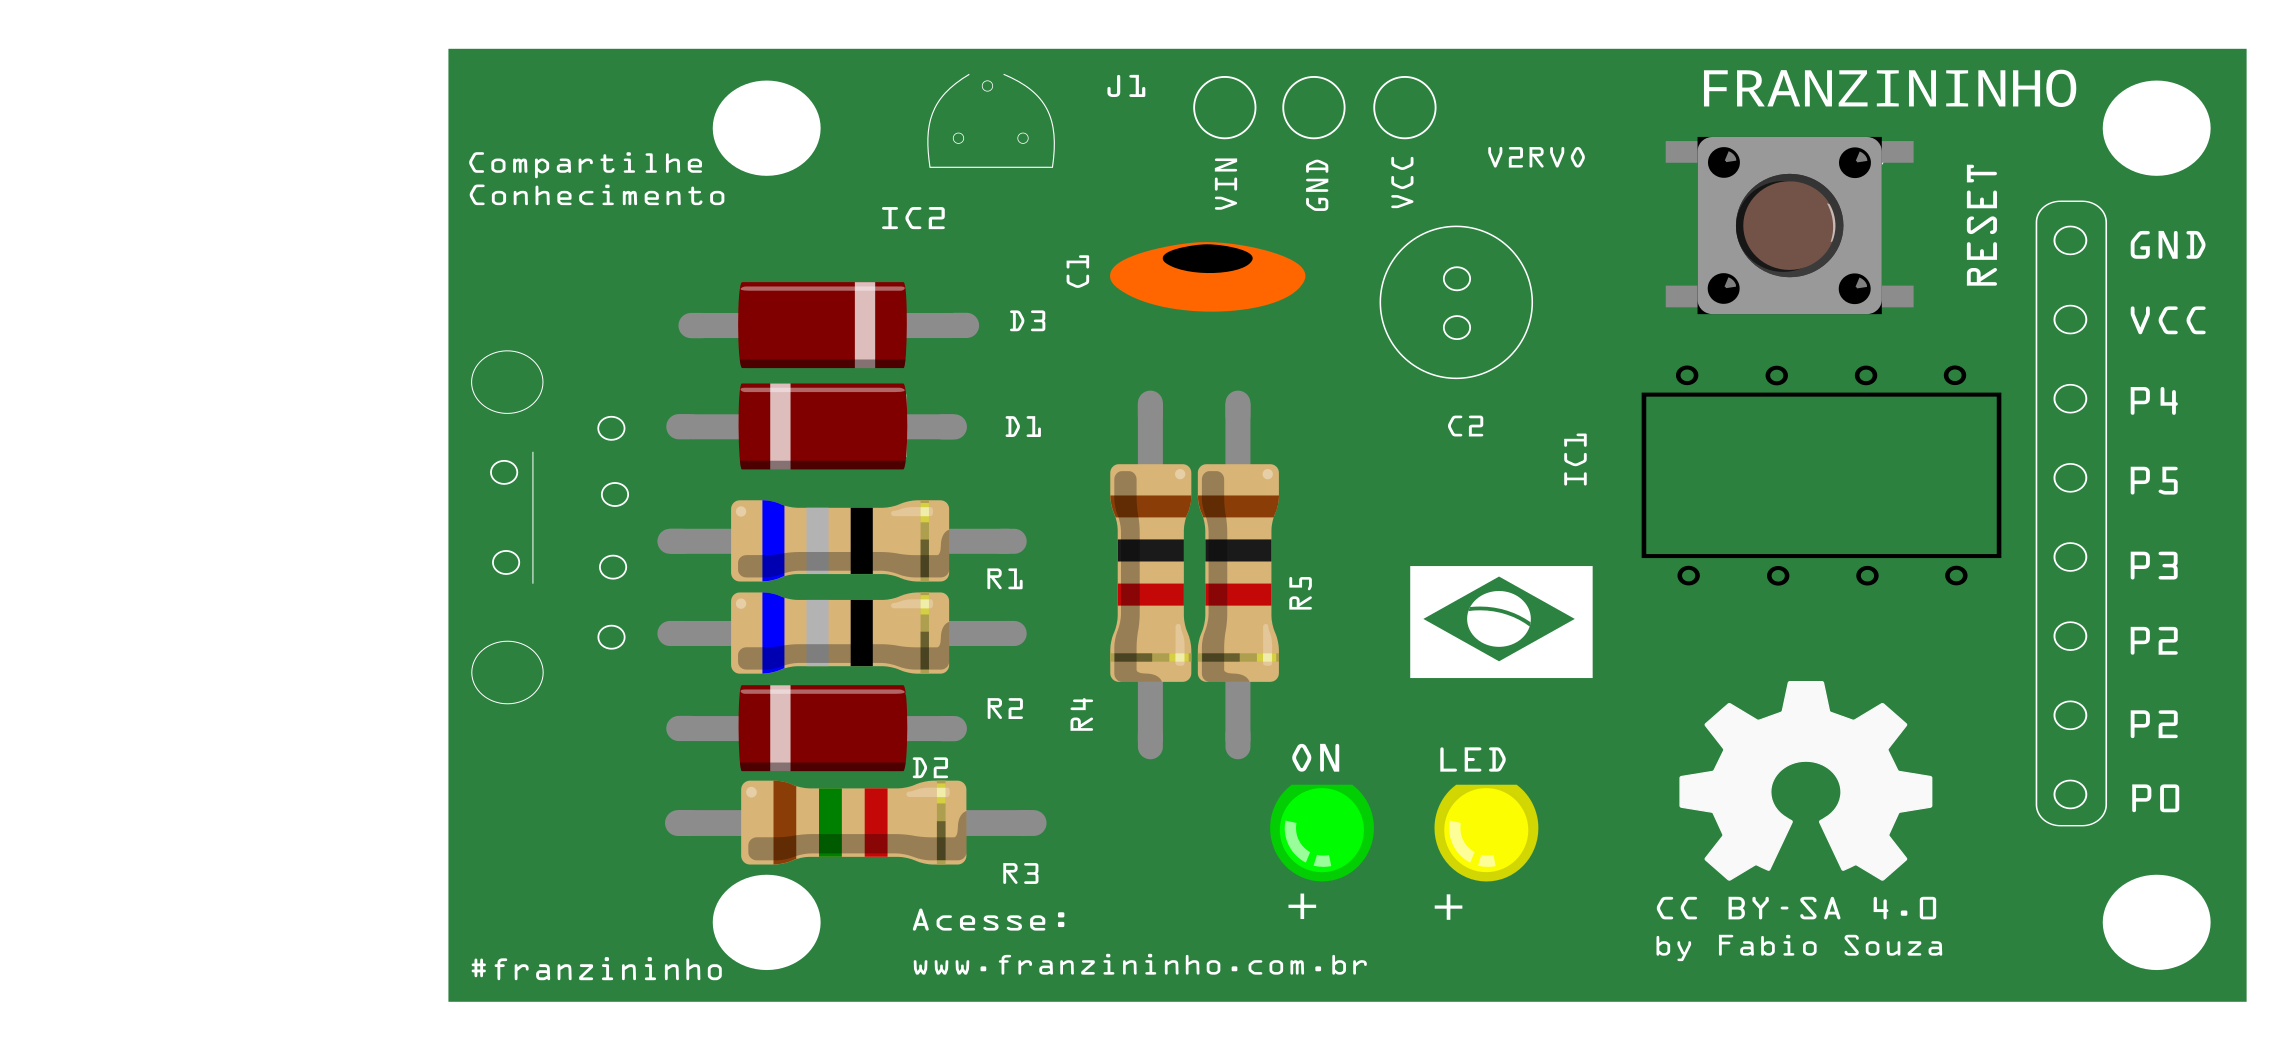 FRANZININHO
J1
Compartilhe
Conhecimento
VIN
GND
VCC
V2RV0
IC2
RESET
C1
GND
VCC
D3
D1
C2
IC1
P4
P5
P3
R1
R5
P2
R2
R4
P2
ON
LED
D2
P0
R3
+
+
Acesse:
www.franzininho.com.br
#franzininho
CC BY-SA 4.0
by Fabio Souza